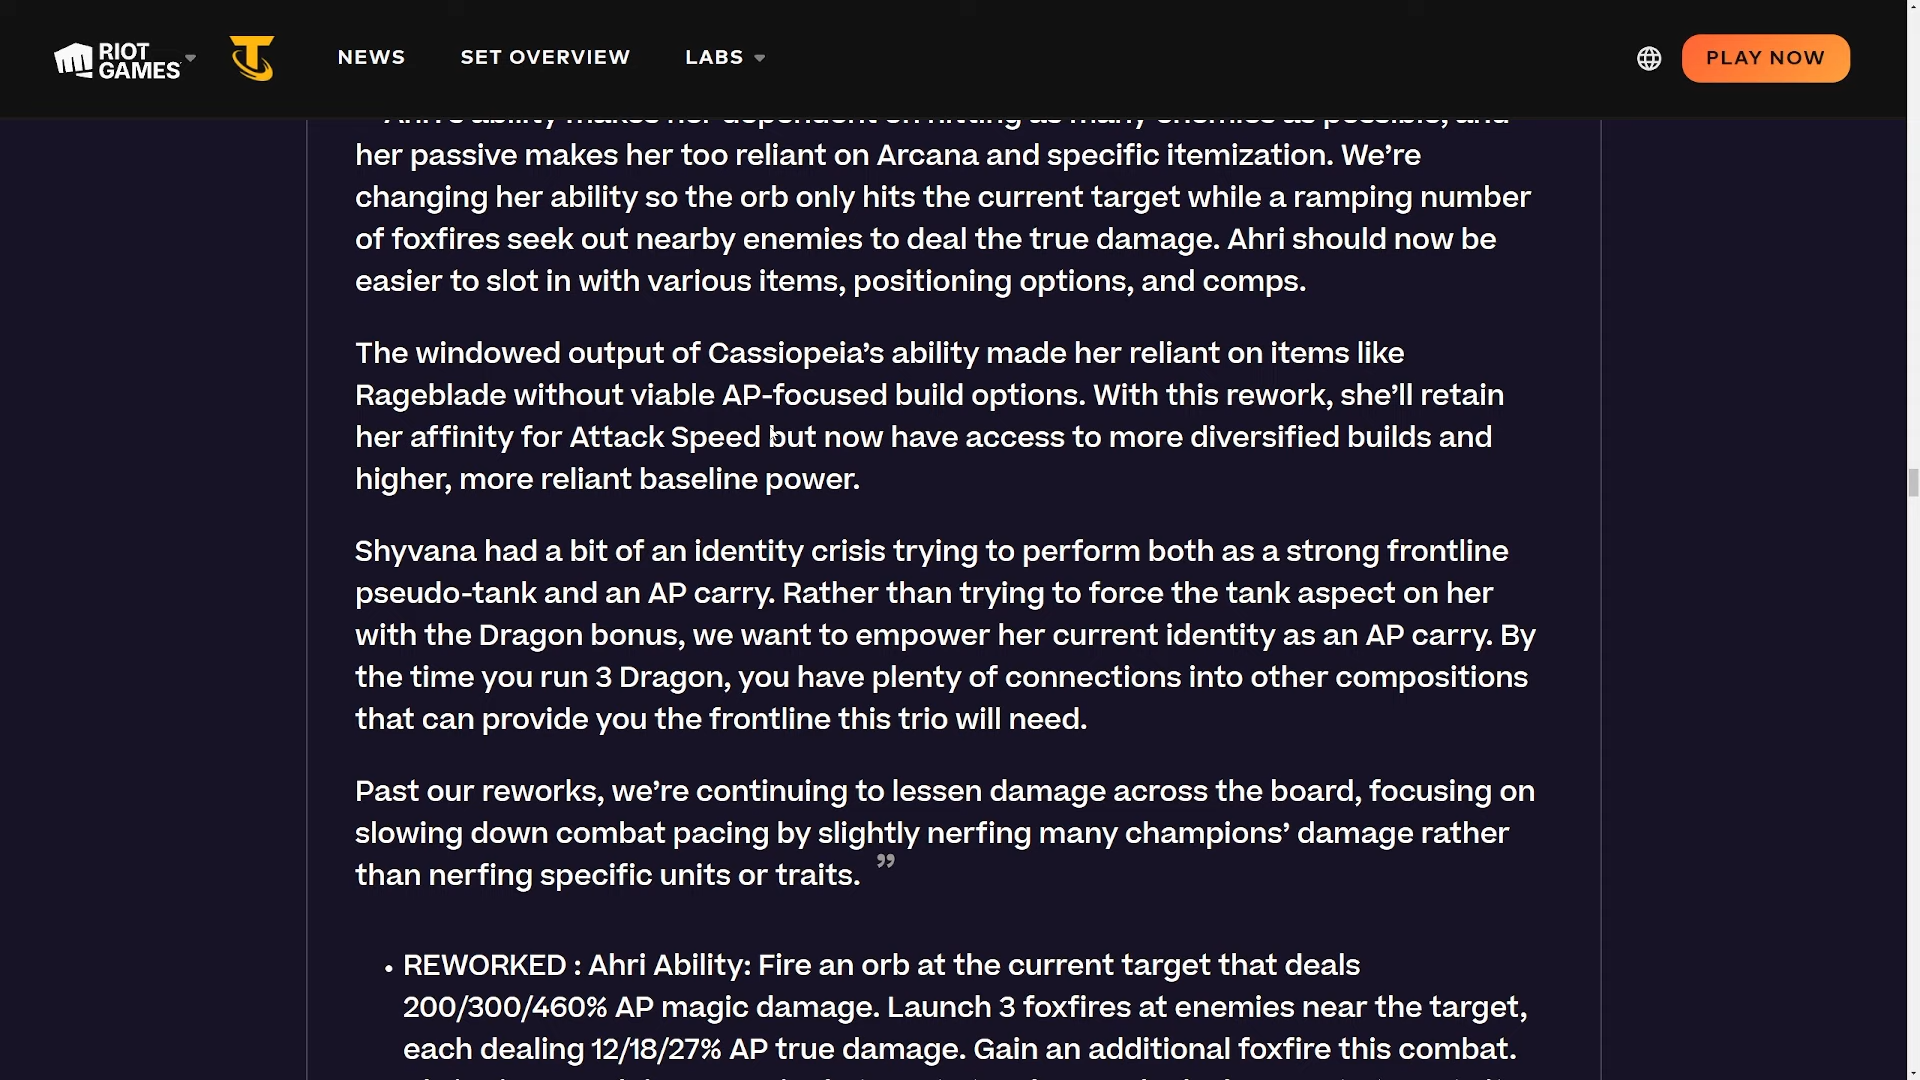 RIOT
GAMES
NEWS
SET OVERVIEW
LABS
PLAY NOW
Ahri's ability makes her dependent on hitting as many enemies as possible, and
her passive makes her too reliant on Arcana and specific itemization. We’re
changing her ability so the orb only hits the current target while a ramping number
of foxfires seek out nearby enemies to deal the true damage. Ahri should now be
easier to slot in with various items, positioning options, and comps.
The windowed output of Cassiopeia’s ability made her reliant on items like
Rageblade without viable AP-focused build options. With this rework, she’ll retain
her affinity for Attack Speed but now have access to more diversified builds and
higher, more reliant baseline power.
Shyvana had a bit of an identity crisis trying to perform both as a strong frontline
pseudo-tank and an AP carry. Rather than trying to force the tank aspect on her
with the Dragon bonus, we want to empower her current identity as an AP carry. By
the time you run 3 Dragon, you have plenty of connections into other compositions
that can provide you the frontline this trio will need.
Past our reworks, we’re continuing to lessen damage across the board, focusing on
slowing down combat pacing by slightly nerfing many champions’ damage rather
than nerfing specific units or traits. ”
• REWORKED : Ahri Ability: Fire an orb at the current target that deals
200/300/460% AP magic damage. Launch 3 foxfires at enemies near the target,
each dealing 12/18/27% AP true damage. Gain an additional foxfire this combat.